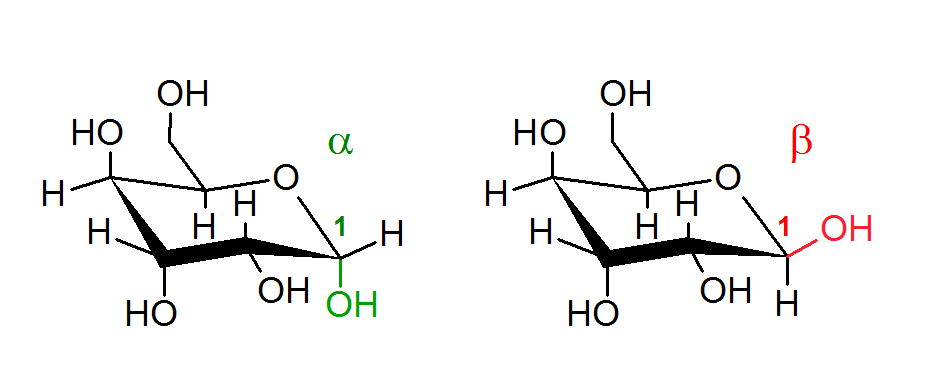 OH OH
HO α HO β
O O
H H H H
H H H H
1 H 1 OH
OH OH
HO OH HO H